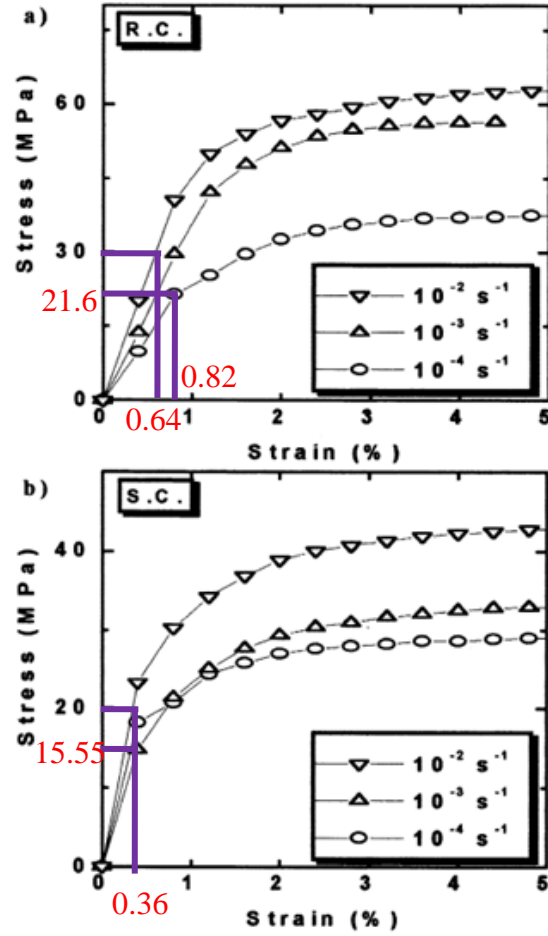 a)
R.C.
60
30
21.6
0
Stress (MPa)
10⁻² s⁻¹
10⁻³ s⁻¹
10⁻⁴ s⁻¹
0.82
0.64
0 1 2 3 4 5
Strain (%)
b)
S.C.
40
20
15.55
0
Stress (MPa)
10⁻² s⁻¹
10⁻³ s⁻¹
10⁻⁴ s⁻¹
0 1 2 3 4 5
0.36
Strain (%)